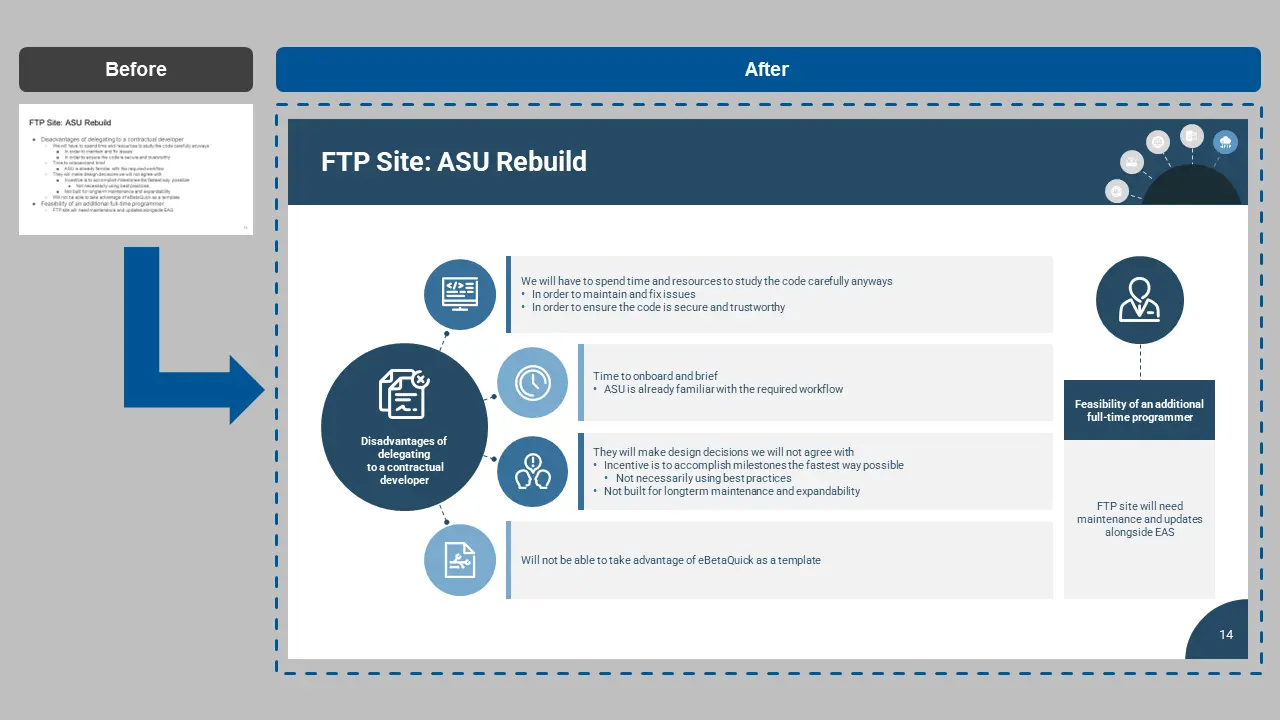 Before
After
FTP Site: ASU Rebuild
• Disadvantages of delegating to a contractual developer
○ We will have to spend time and resources to study the code carefully anyways
■ In order to maintain and fix issues
■ In order to ensure the code is secure and trustworthy
○ Time to onboard and brief
■ ASU is already familiar with the required workflow
○ They will make design decisions we will not agree with
■ Incentive is to accomplish milestones the fastest way, possible
■ Not necessarily using best practices
■ Not built for longterm maintenance and expandability
○ Will not be able to take advantage of eBetaQuick as a template
• Feasibility of an additional full-time programmer
○ FTP site will need maintenance and updates alongside EAS
FTP Site: ASU Rebuild
We will have to spend time and resources to study the code carefully anyways
• In order to maintain and fix issues
• In order to ensure the code is secure and trustworthy
Time to onboard and brief
• ASU is already familiar with the required workflow
Disadvantages of
delegating
to a contractual
developer
They will make design decisions we will not agree with
• Incentive is to accomplish milestones the fastest way possible
• Not necessarily using best practices
• Not built for longterm maintenance and expandability
Will not be able to take advantage of eBetaQuick as a template
Feasibility of an additional
full-time programmer
FTP site will need
maintenance and updates
alongside EAS
14